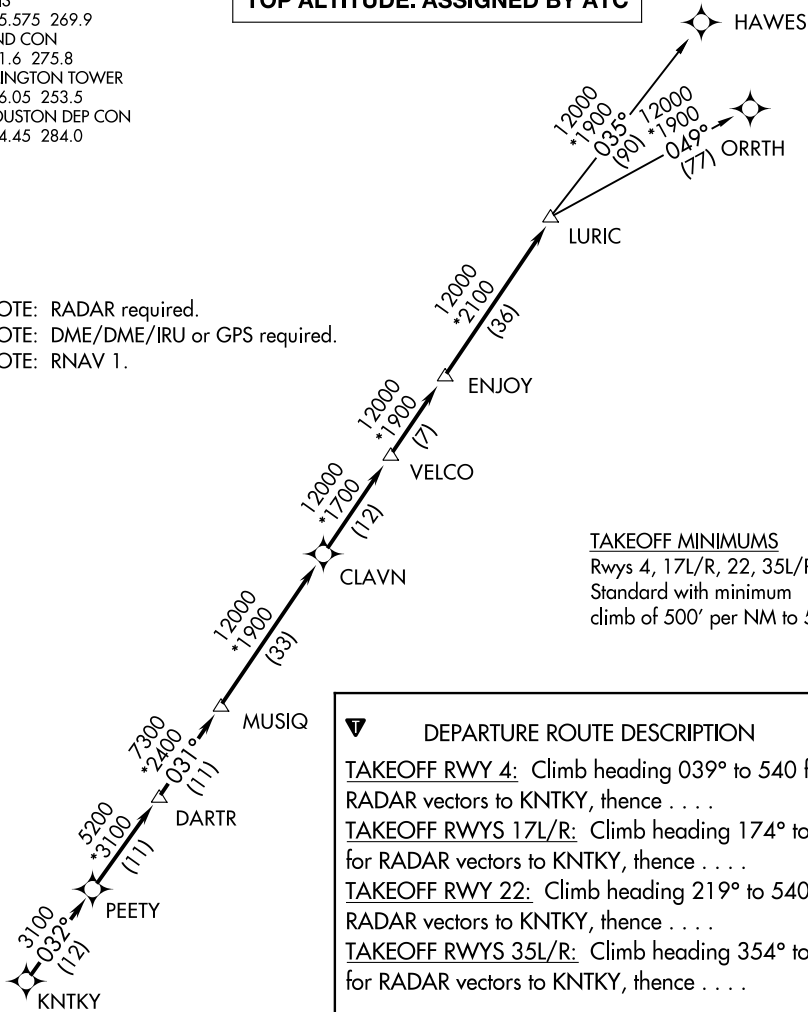 5.575 269.9
ND CON
1.6 275.8
INGTON TOWER
6.05 253.5
OUSTON DEP CON
4.45 284.0
TOP ALTITUDE: ASSIGNED BY ATC
HAWES
12000
*1900
035°
(90)
12000
*1900
049°
(77)
ORRTH
LURIC
OTE: RADAR required.
OTE: DME/DME/IRU or GPS required.
OTE: RNAV 1.
12000
*2100
(36)
ENJOY
12000
*1900
(7)
VELCO
12000
*1700
(12)
CLAVN
TAKEOFF MINIMUMS
Rwys 4, 17L/R, 22, 35L/R
Standard with minimum
climb of 500' per NM to 5
12000
*1900
(33)
MUSIQ
7300
*2400
031°
(11)
DARTR
5200
*3100
(11)
PEETY
3100
032°
(12)
KNTKY
T
DEPARTURE ROUTE DESCRIPTION
TAKEOFF RWY 4: Climb heading 039° to 540 f
RADAR vectors to KNTKY, thence . . . .
TAKEOFF RWYS 17L/R: Climb heading 174° to
for RADAR vectors to KNTKY, thence . . . .
TAKEOFF RWY 22: Climb heading 219° to 540
RADAR vectors to KNTKY, thence . . . .
TAKEOFF RWYS 35L/R: Climb heading 354° to
for RADAR vectors to KNTKY, thence . . . .